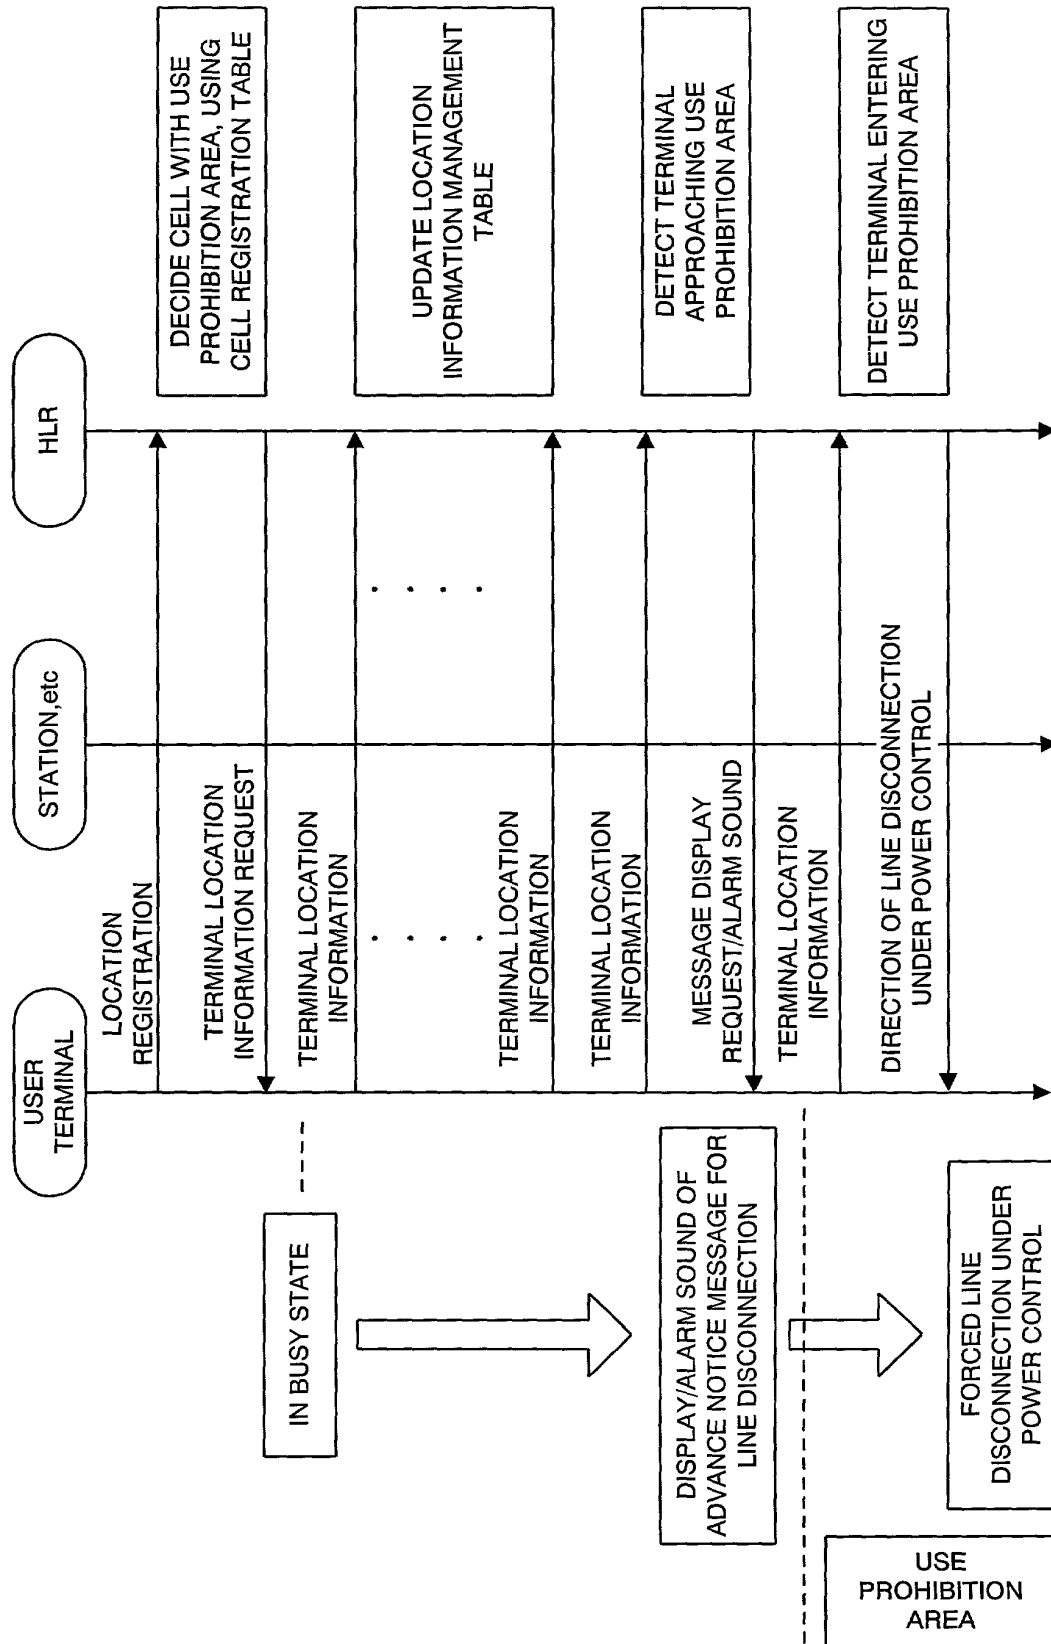 USER
TERMINAL
STATION,etc
HLR
LOCATION
REGISTRATION
DECIDE CELL WITH USE
PROHIBITION AREA, USING
CELL REGISTRATION TABLE
TERMINAL LOCATION
INFORMATION REQUEST
IN BUSY STATE
TERMINAL LOCATION
INFORMATION
UPDATE LOCATION
INFORMATION MANAGEMENT
TABLE
. . . .
. . . .
TERMINAL LOCATION
INFORMATION
TERMINAL LOCATION
INFORMATION
DETECT TERMINAL
APPROACHING USE
PROHIBITION AREA
MESSAGE DISPLAY
REQUEST/ALARM SOUND
DISPLAY/ALARM SOUND OF
ADVANCE NOTICE MESSAGE FOR
LINE DISCONNECTION
TERMINAL LOCATION
INFORMATION
DETECT TERMINAL ENTERING
USE PROHIBITION AREA
DIRECTION OF LINE DISCONNECTION
UNDER POWER CONTROL
FORCED LINE
DISCONNECTION UNDER
POWER CONTROL
USE
PROHIBITION
AREA